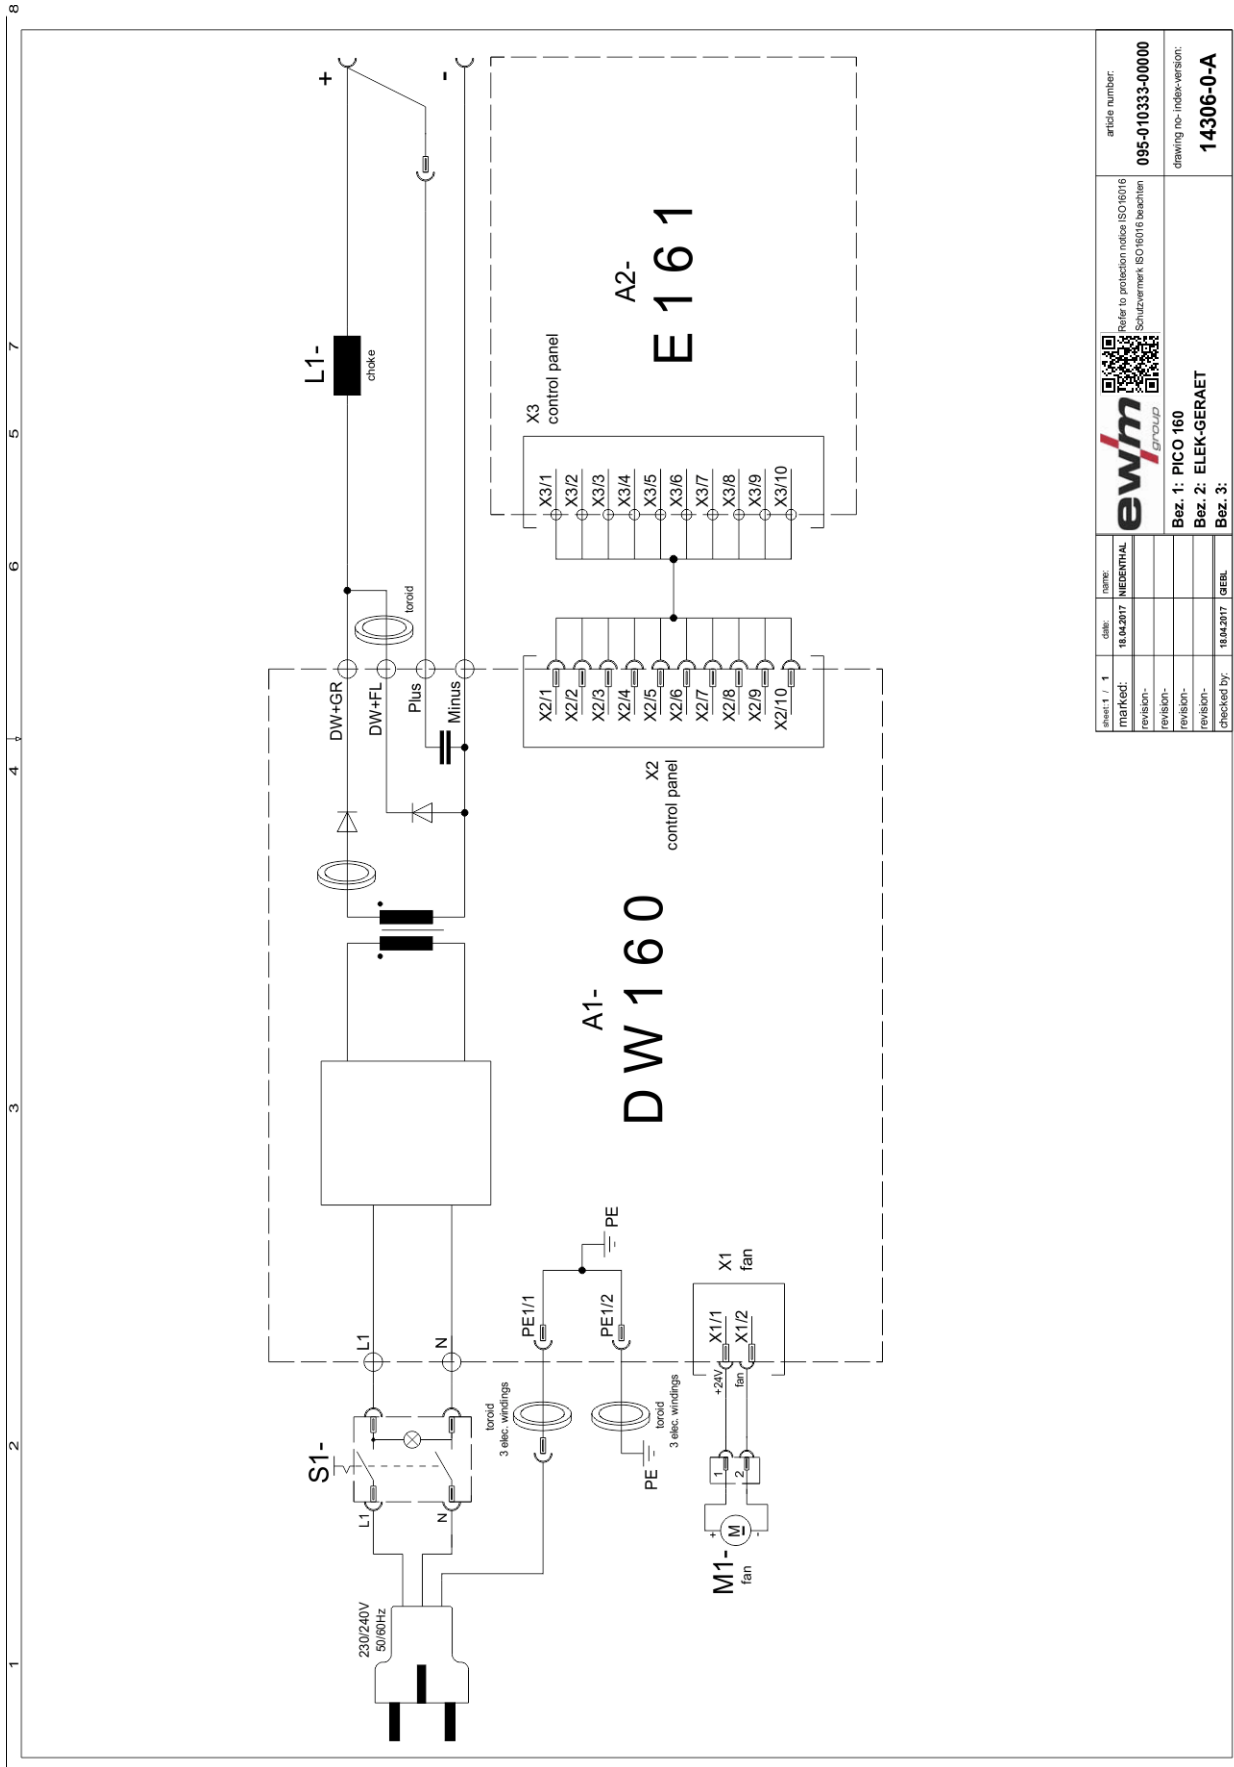 1
2
3
4
6
5
7
8
230/240V
50/60Hz
S1-
L1
N
L1
N
toroid
3 elec. windings
PE1/1
PE1/2
PE
PE
toroid
3 elec. windings
M1-
fan
+
M
-
1
2
+24V
fan
X1/1
X1/2
X1
fan
A1-
DW160
DW+GR
DW+FL
Plus
Minus
toroid
X2
control panel
X2/1
X2/2
X2/3
X2/4
X2/5
X2/6
X2/7
X2/8
X2/9
X2/10
X3
control panel
X3/1
X3/2
X3/3
X3/4
X3/5
X3/6
X3/7
X3/8
X3/9
X3/10
A2-
E161
L1-
choke
+
-
sheet: 1 / 1
date:
name:
marked:
18.04.2017
NIEDENTHAL
revision-
revision-
revision-
revision-
checked by:
18.04.2017
GIEBL
ewm
group
Refer to protection notice ISO16016
Schutzvermerk ISO16016 beachten
Bez. 1: PICO 160
Bez. 2: ELEK-GERAET
Bez. 3:
article number:
095-010333-00000
drawing no- index-version:
14306-0-A